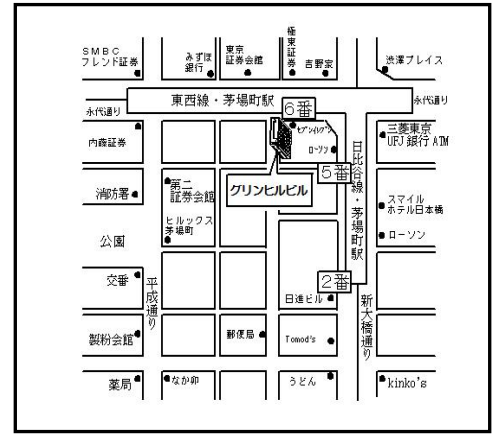 SMBC
フレンド証券
みずほ
銀行
東京
証券会館
極東証券
吉野家
渋澤プレイス
永代通り
東西線・茅場町駅
6番
永代通り
内藤証券
セブンイレブン
ローソン
三菱東京
UFJ銀行ATM
5番
消防署
第二
証券会館
グリンヒルビル
日比谷線・茅場町駅
スマイル
ホテル日本橋
ヒルックス
茅場町
公園
ローソン
交番
平成通り
2番
日進ビル
新大橋通り
製粉会館
郵便局
Tomod's
薬局
なか卯
うどん
kinko's